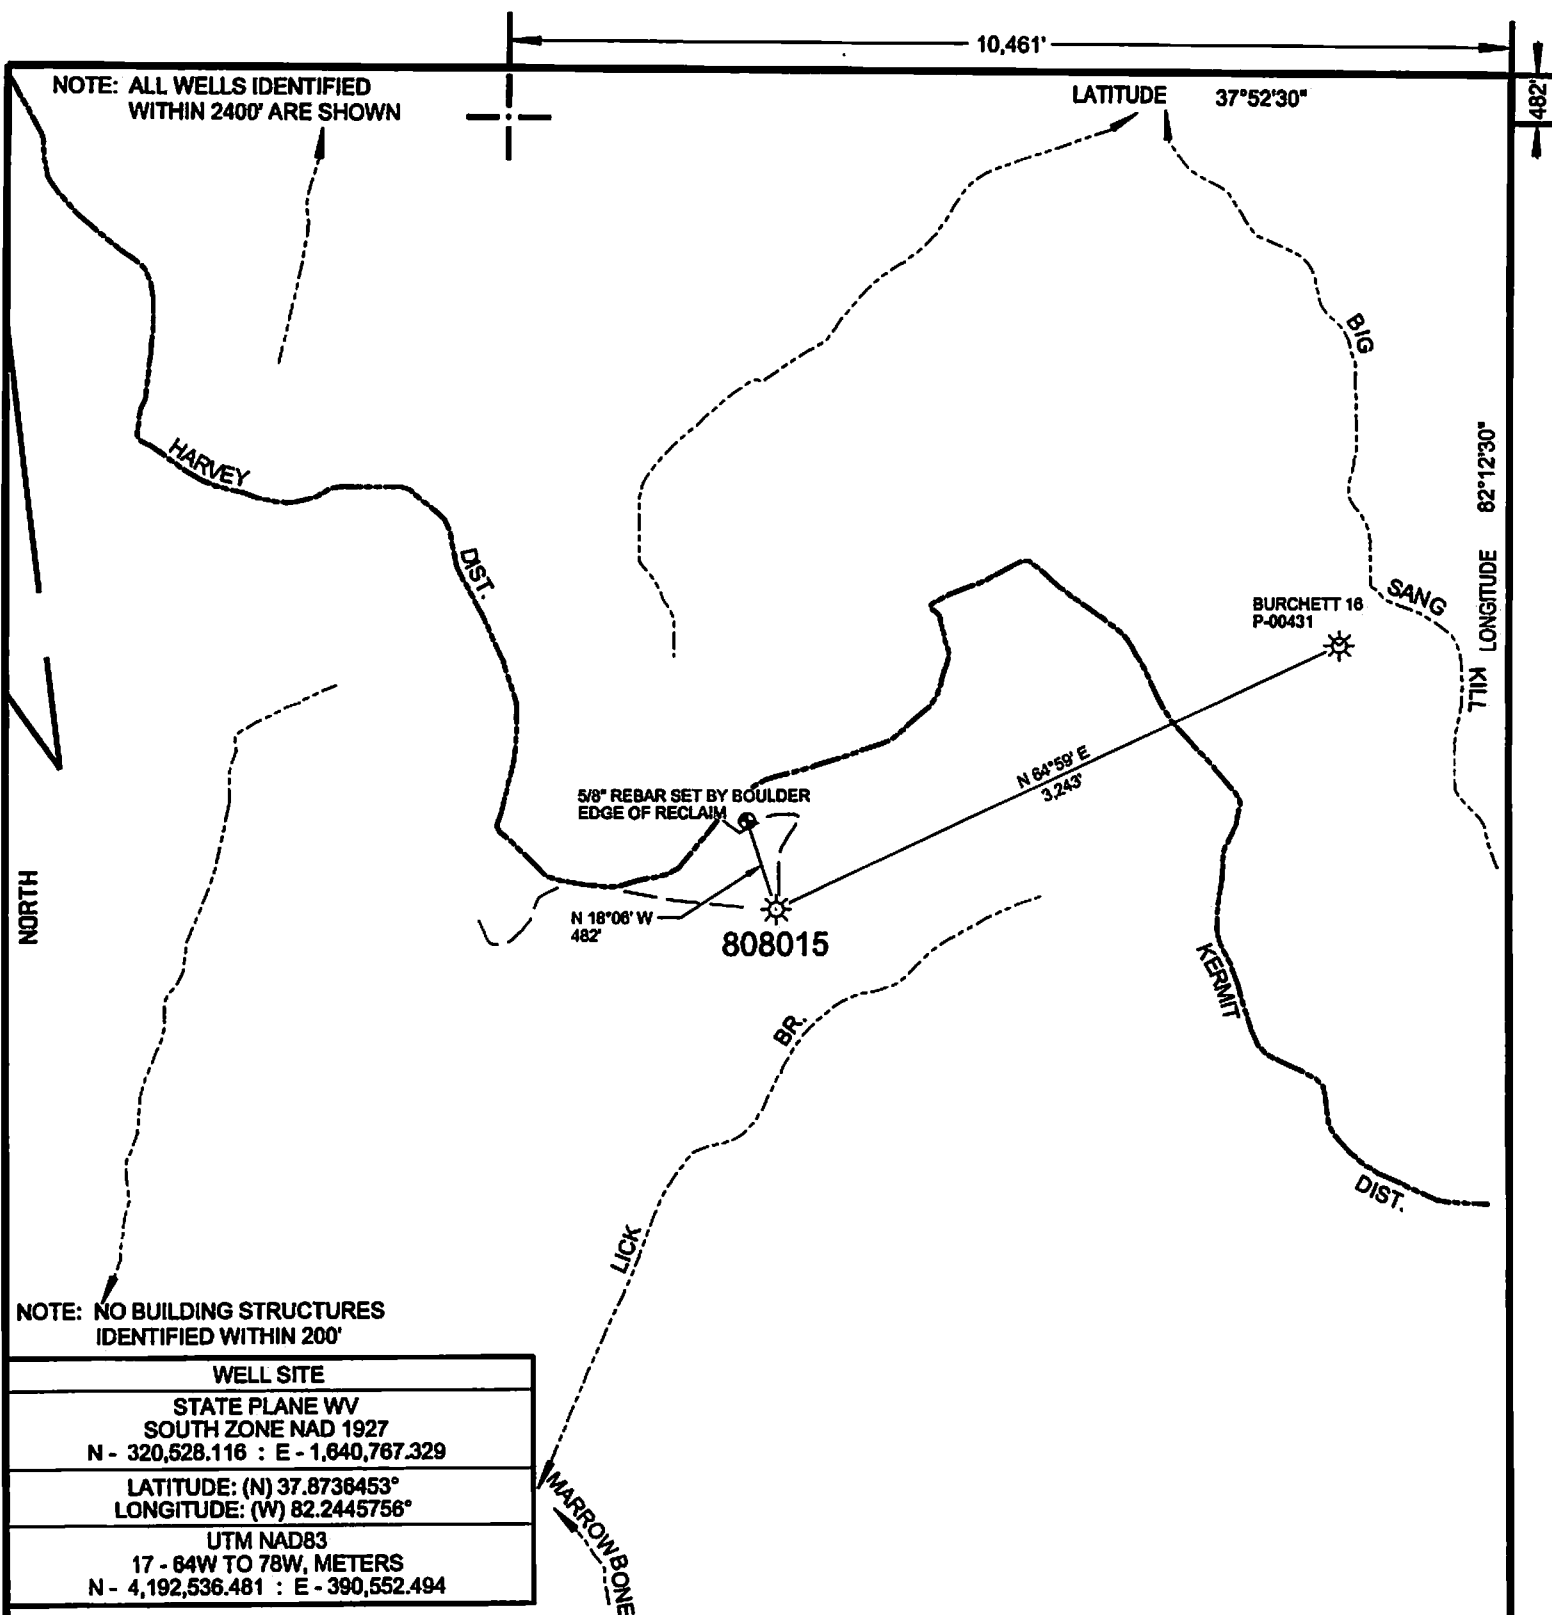 10,461'
482'
NOTE: ALL WELLS IDENTIFIED
WITHIN 2400' ARE SHOWN
LATITUDE 37°52'30"
BIG
HARVEY
LONGITUDE 82°12'30"
DIST.
SANG
BURCHETT 16
P-00431
KILL
N 64°59' E
3,243'
5/8" REBAR SET BY BOULDER
EDGE OF RECLAIM
NORTH
N 18°06' W
482'
808015
KERMIT
BR.
DIST.
LICK
NOTE: NO BUILDING STRUCTURES
IDENTIFIED WITHIN 200'
WELL SITE
STATE PLANE WV
SOUTH ZONE NAD 1927
N - 320,528.116 : E - 1,640,767.329
LATITUDE: (N) 37.8736453°
LONGITUDE: (W) 82.2445756°
UTM NAD83
17 - 84W TO 78W, METERS
N - 4,192,536.481 : E - 390,552.494
MARROWBONE